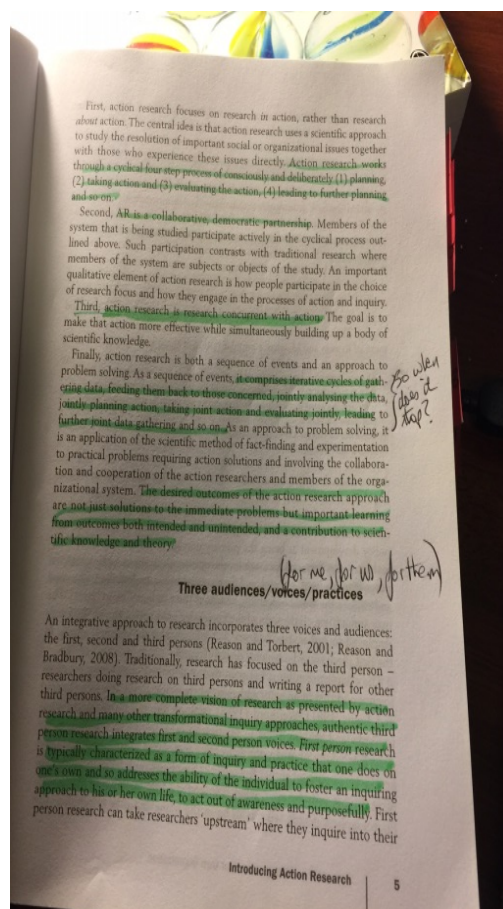 First, action research focuses on research in action, rather than research
about action. The central idea is that action research uses a scientific approach
to study the resolution of important social or organizational issues together
with those who experience these issues directly. Action research works
through a cyclical four step process of consciously and deliberately (1) planning,
(2) taking action and (3) evaluating the action, (4) leading to further planning
and so on.
Second, AR is a collaborative, democratic partnership. Members of the
system that is being studied participate actively in the cyclical process out-
lined above. Such participation contrasts with traditional research where
members of the system are subjects or objects of the study. An important
qualitative element of action research is how people participate in the choice
of research focus and how they engage in the processes of action and inquiry.
Third, action research is research concurrent with action. The goal is to
make that action more effective while simultaneously building up a body of
scientific knowledge.
Finally, action research is both a sequence of events and an approach to
problem solving. As a sequence of events, it comprises iterative cycles of gath-
ering data, feeding them back to those concerned, jointly analysing the data,
jointly planning action, taking joint action and evaluating jointly, leading to
further joint data gathering and so on. As an approach to problem solving, it
is an application of the scientific method of fact-finding and experimentation
to practical problems requiring action solutions and involving the collabora-
tion and cooperation of the action researchers and members of the orga-
nizational system. The desired outcomes of the action research approach
are not just solutions to the immediate problems but important learning
from outcomes both intended and unintended, and a contribution to scien-
tific knowledge and theory.
So when
does it
stop?
(for me, for us, for them)
Three audiences/voices/practices
An integrative approach to research incorporates three voices and audiences:
the first, second and third persons (Reason and Torbert, 2001; Reason and
Bradbury, 2008). Traditionally, research has focused on the third person –
researchers doing research on third persons and writing a report for other
third persons. In a more complete vision of research as presented by action
research and many other transformational inquiry approaches, authentic third
person research integrates first and second person voices. First person research
is typically characterized as a form of inquiry and practice that one does on
one's own and so addresses the ability of the individual to foster an inquiring
approach to his or her own life, to act out of awareness and purposefully. First
person research can take researchers 'upstream' where they inquire into their
Introducing Action Research 5